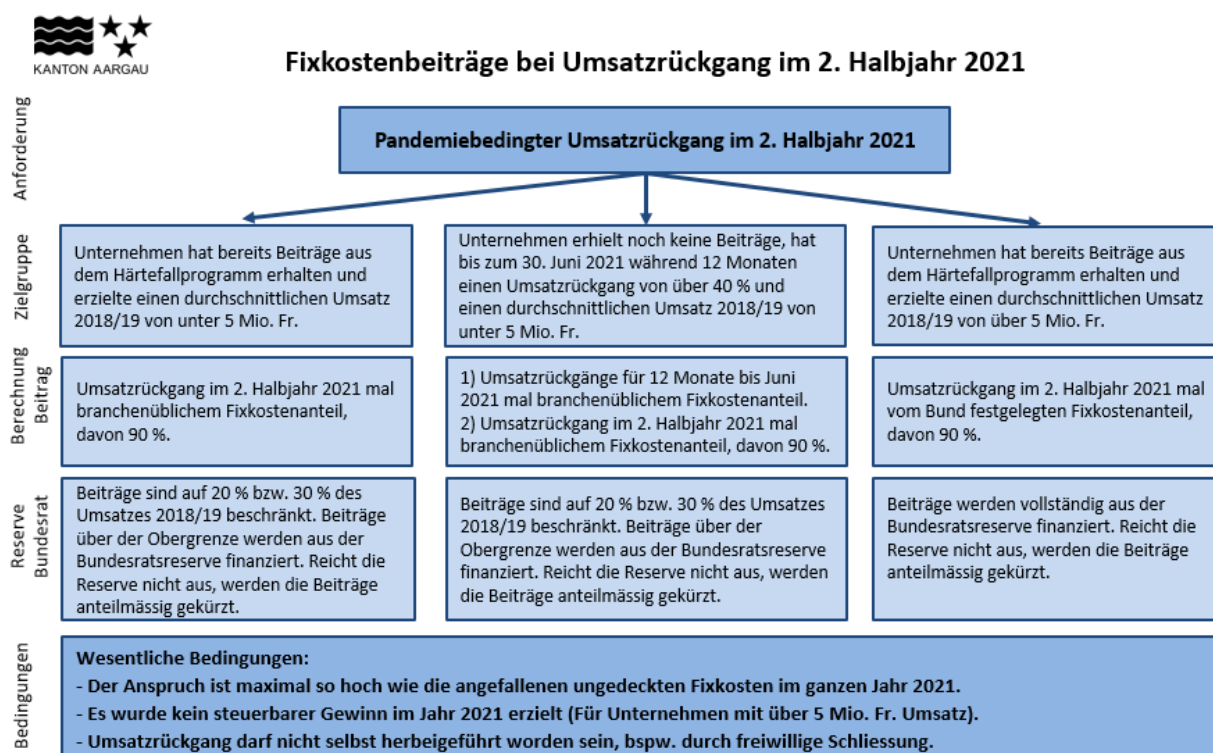 KANTON AARGAU
Fixkostenbeiträge bei Umsatzrückgang im 2. Halbjahr 2021
Anforderung
Pandemiebedingter Umsatzrückgang im 2. Halbjahr 2021
Zielgruppe
Unternehmen hat bereits Beiträge aus
dem Härtefallprogramm erhalten und
erzielte einen durchschnittlichen Umsatz
2018/19 von unter 5 Mio. Fr.
Unternehmen erhielt noch keine Beiträge, hat
bis zum 30. Juni 2021 während 12 Monaten
einen Umsatzrückgang von über 40 % und
einen durchschnittlichen Umsatz 2018/19 von
unter 5 Mio. Fr.
Unternehmen hat bereits Beiträge aus
dem Härtefallprogramm erhalten und
erzielte einen durchschnittlichen Umsatz
2018/19 von über 5 Mio. Fr.
Berechnung
Beitrag
Umsatzrückgang im 2. Halbjahr 2021 mal
branchenüblichem Fixkostenanteil,
davon 90 %.
1) Umsatzrückgänge für 12 Monate bis Juni
2021 mal branchenüblichem Fixkostenanteil.
2) Umsatzrückgang im 2. Halbjahr 2021 mal
branchenüblichem Fixkostenanteil, davon 90 %.
Umsatzrückgang im 2. Halbjahr 2021 mal
vom Bund festgelegten Fixkostenanteil,
davon 90 %.
Reserve
Bundesrat
Beiträge sind auf 20 % bzw. 30 % des
Umsatzes 2018/19 beschränkt. Beiträge
über der Obergrenze werden aus der
Bundesratsreserve finanziert. Reicht die
Reserve nicht aus, werden die Beiträge
anteilmässig gekürzt.
Beiträge sind auf 20 % bzw. 30 % des Umsatzes
2018/19 beschränkt. Beiträge über der
Obergrenze werden aus der Bundesratsreserve
finanziert. Reicht die Reserve nicht aus, werden
die Beiträge anteilmässig gekürzt.
Beiträge werden vollständig aus der
Bundesratsreserve finanziert. Reicht die
Reserve nicht aus, werden die Beiträge
anteilmässig gekürzt.
Bedingungen
Wesentliche Bedingungen:
- Der Anspruch ist maximal so hoch wie die angefallenen ungedeckten Fixkosten im ganzen Jahr 2021.
- Es wurde kein steuerbarer Gewinn im Jahr 2021 erzielt (Für Unternehmen mit über 5 Mio. Fr. Umsatz).
- Umsatzrückgang darf nicht selbst herbeigeführt worden sein, bspw. durch freiwillige Schliessung.